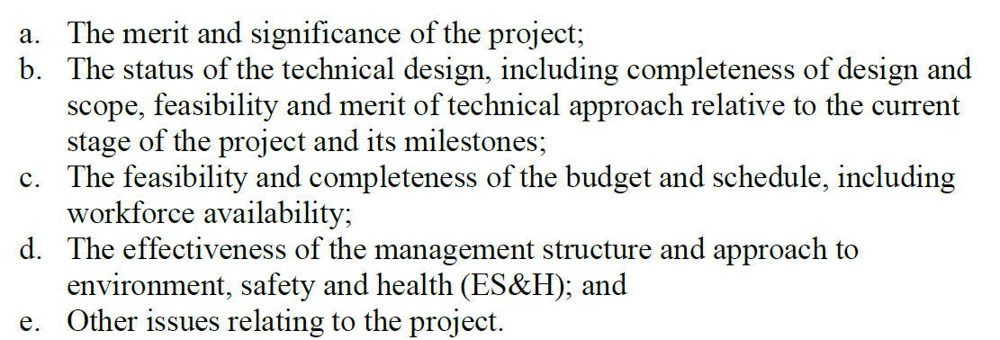 a. The merit and significance of the project;
b. The status of the technical design, including completeness of design and
scope, feasibility and merit of technical approach relative to the current
stage of the project and its milestones;
c. The feasibility and completeness of the budget and schedule, including
workforce availability;
d. The effectiveness of the management structure and approach to
environment, safety and health (ES&H); and
e. Other issues relating to the project.